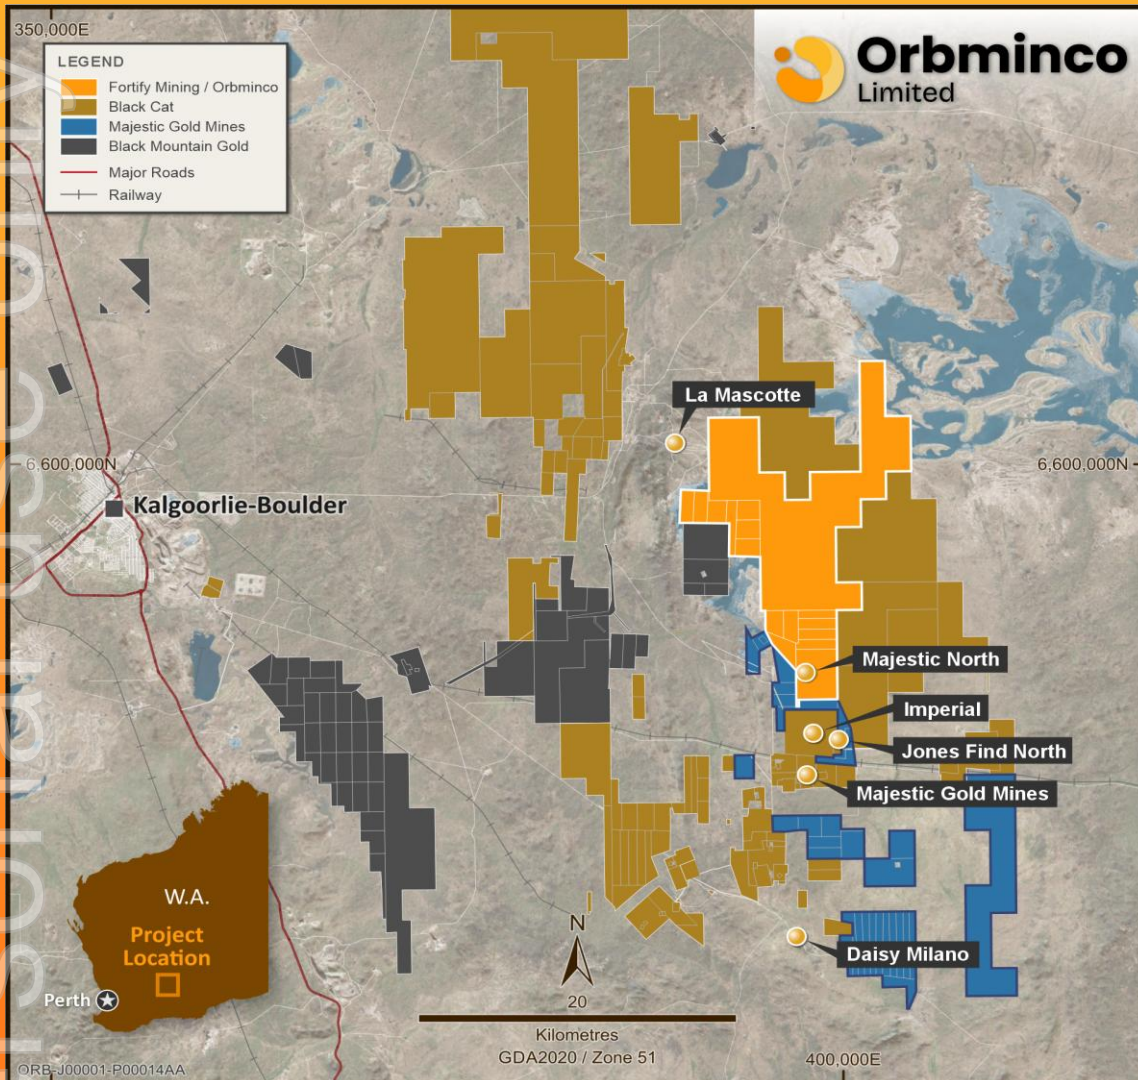 350,000E
LEGEND
Fortify Mining / Orbminco
Black Cat
Majestic Gold Mines
Black Mountain Gold
Major Roads
Railway
Orbminco
Limited
La Mascotte
6,600,000N
6,600,000N
Kalgoorlie-Boulder
Majestic North
Imperial
Jones Find North
Majestic Gold Mines
W.A.
Project
Location
Perth
Daisy Milano
N
20
Kilometres
GDA2020 / Zone 51
400,000E
ORB-J00001-P00014AA